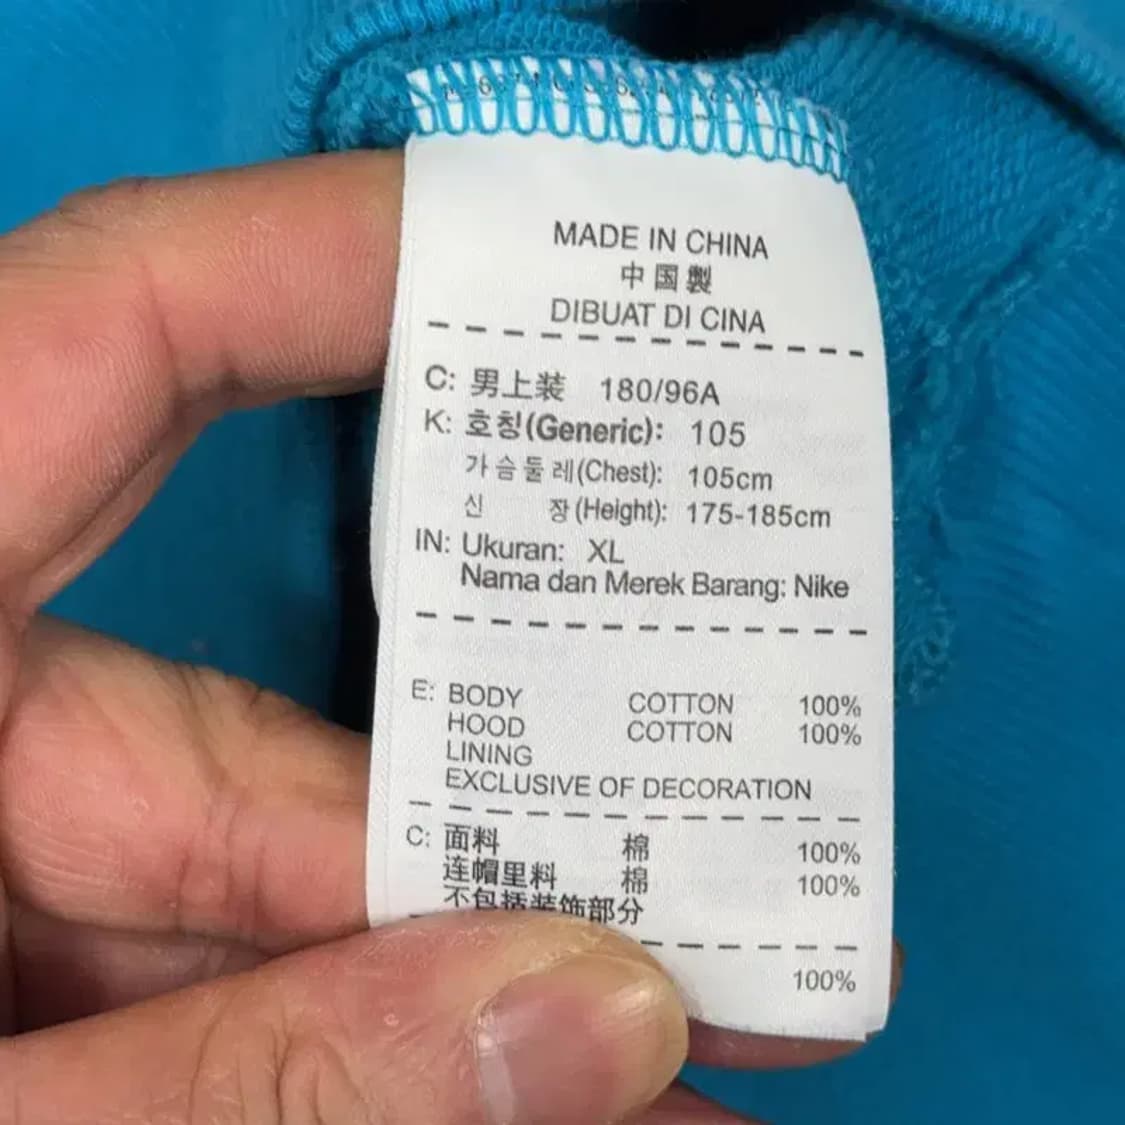 MADE IN CHINA
中国製
DIBUAT DI CINA
C: 男上装 180/96A
K: 호칭(Generic): 105
가슴둘레(Chest): 105cm
신 장(Height): 175-185cm
IN: Ukuran: XL
Nama dan Merek Barang: Nike
E: BODY COTTON 100%
HOOD COTTON 100%
LINING
EXCLUSIVE OF DECORATION
C: 面料 棉 100%
连帽里料 棉 100%
不包括装饰部分
100%